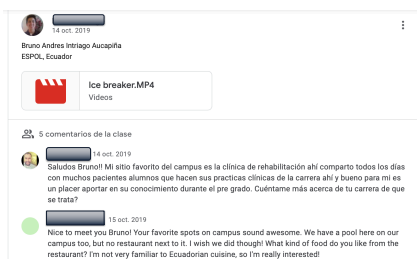 14 oct. 2019
Bruno Andres Intriago Aucapiña
ESPOL, Ecuador
Ice breaker.MP4
Videos
5 comentarios de la clase
14 oct. 2019
Saludos Bruno!! Mi sitio favorito del campus es la clínica de rehabilitación ahí comparto todos los días
con muchos pacientes alumnos que hacen sus practicas clínicas de la carrera ahí y bueno para mi es
un placer aportar en su conocimiento durante el pre grado. Cuéntame más acerca de tu carrera de que
se trata?
15 oct. 2019
Nice to meet you Bruno! Your favorite spots on campus sound awesome. We have a pool here on our
campus too, but no restaurant next to it. I wish we did though! What kind of food do you like from the
restaurant? I'm not very familiar to Ecuadorian cuisine, so I'm really interested!